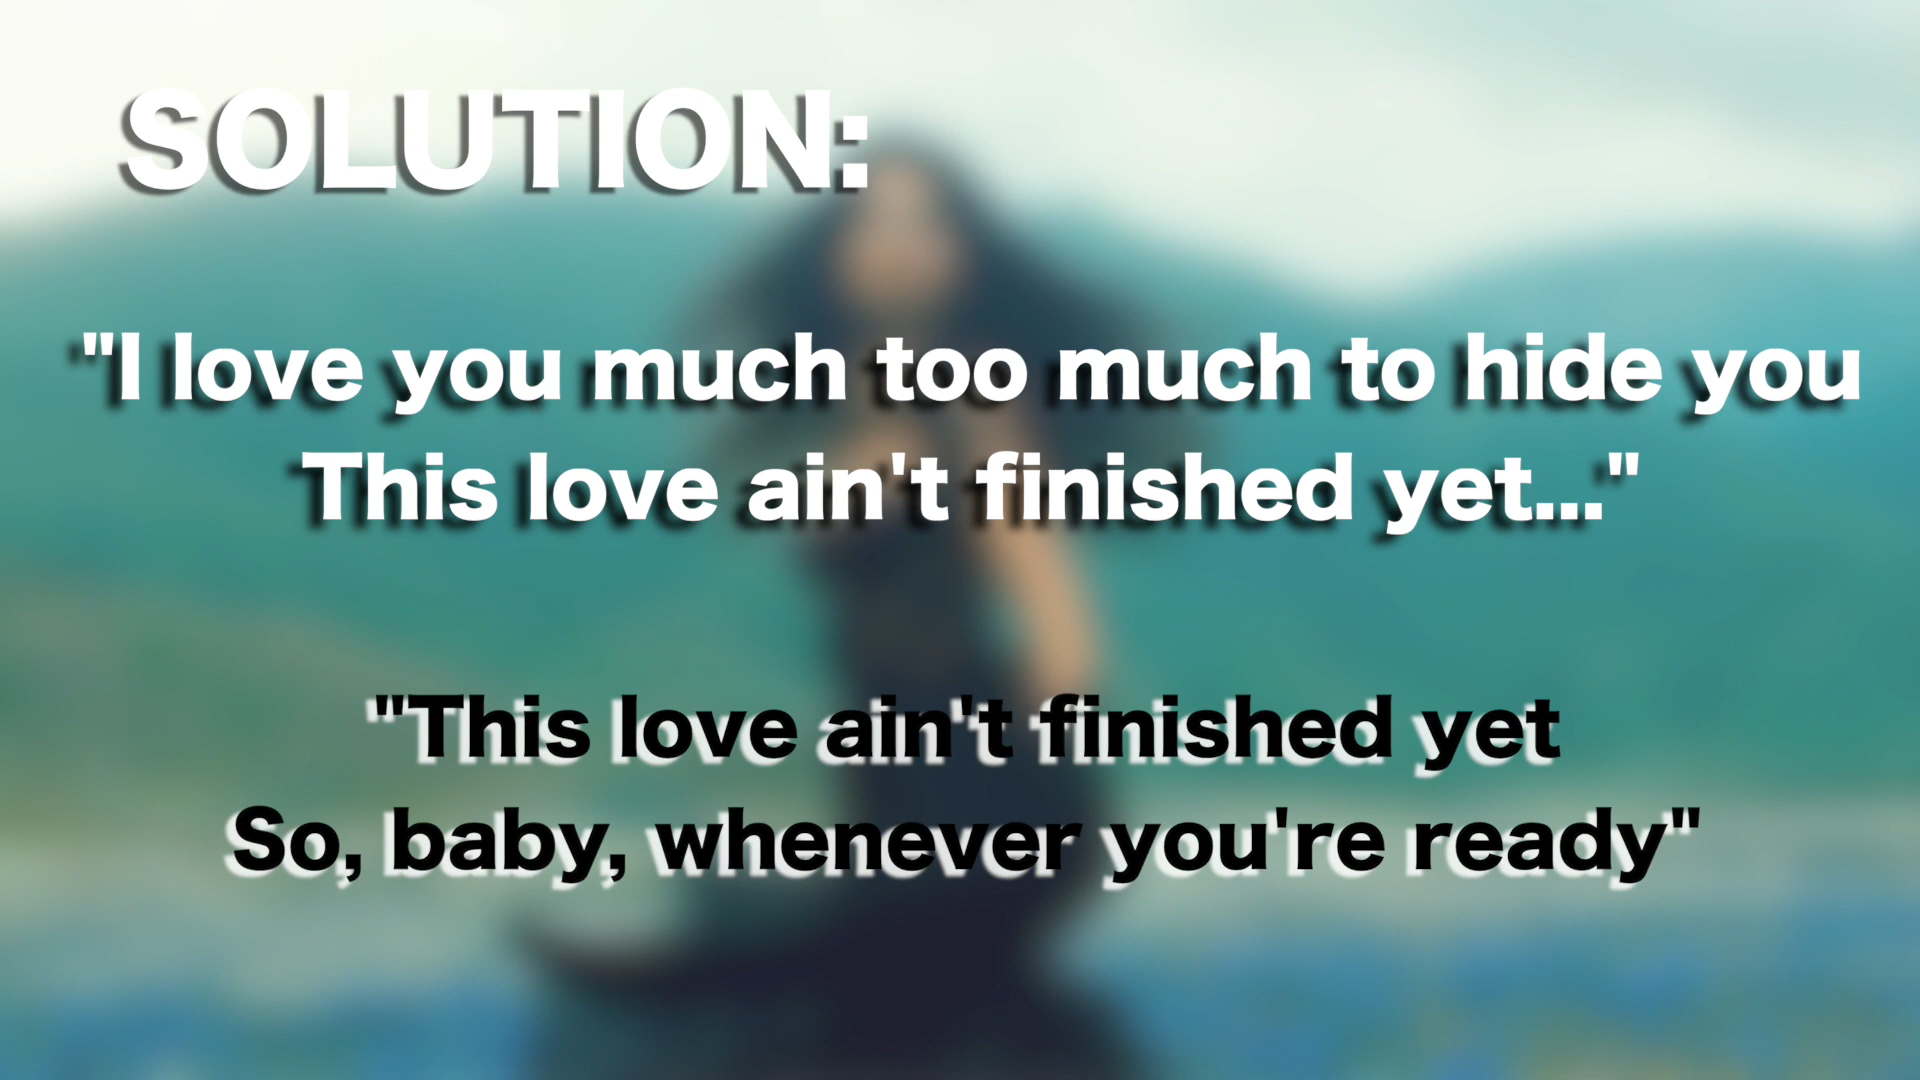 SOLUTION:
"I love you much too much to hide you
This love ain't finished yet..."
"This love ain't finished yet
So, baby, whenever you're ready"